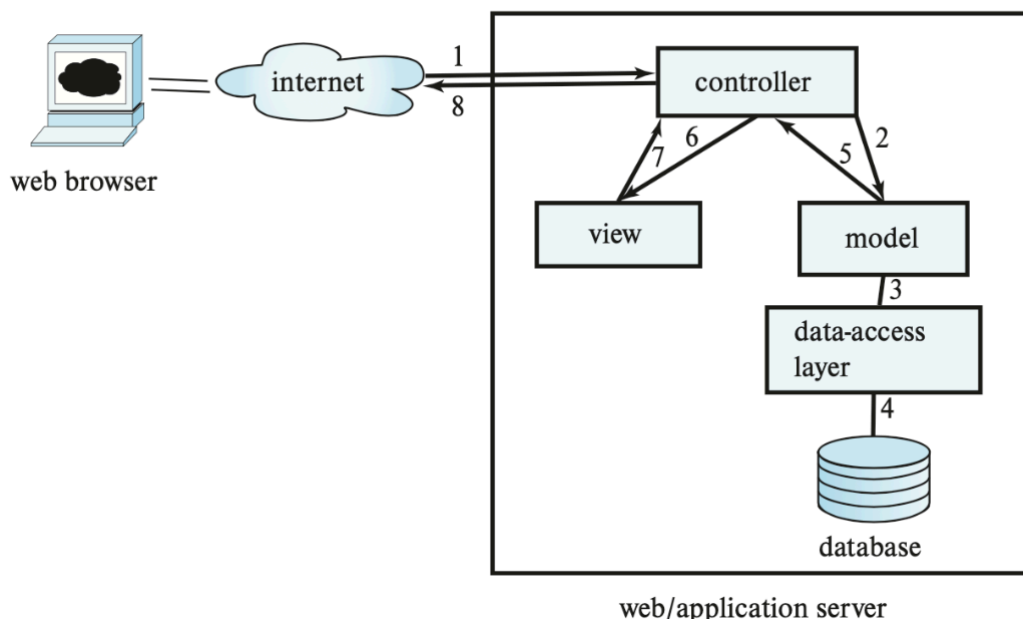 1
controller
internet
8
2
6
5
7
web browser
view
model
3
data-access
layer
4
database
web/application server